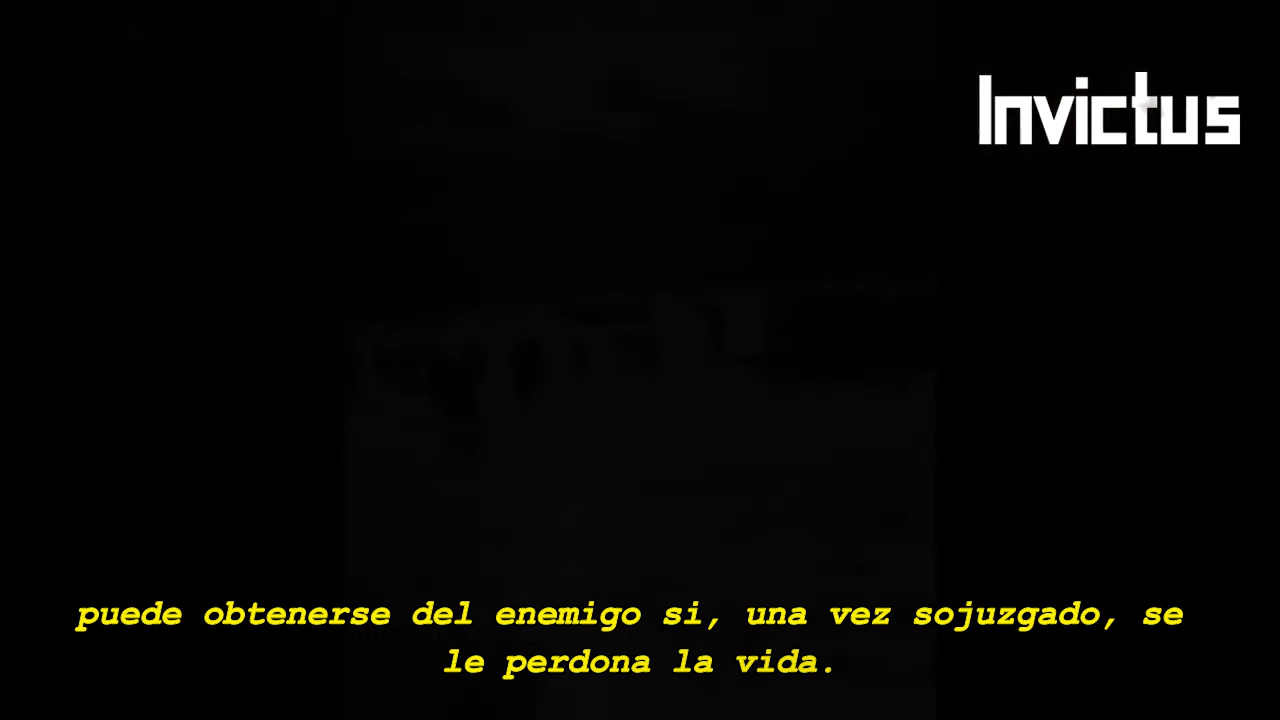 Invictus
puede obtenerse del enemigo si, una vez sojuzgado, se
le perdona la vida.